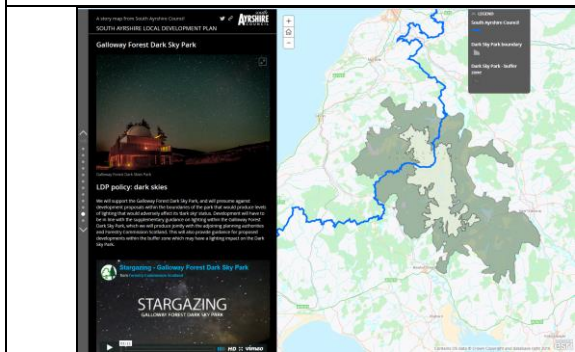 A story map from South Ayrshire Council
south
AYRSHIRE
COUNCIL
SOUTH AYRSHIRE LOCAL DEVELOPMENT PLAN
Galloway Forest Dark Sky Park
Galloway Forest Dark Sky Park
LDP policy: dark skies
We will support the Galloway Forest Dark Sky Park, and will presume against
development proposals within the boundaries of the park that would produce levels
of lighting that would adversely affect its dark sky status. Development will have to
be in line with the supplementary guidance on lighting within the Galloway Forest
Dark Sky Park, which we will produce jointly with the adjoining planning authorities
and Forestry Commission Scotland. This will also provide guidance for proposed
developments within the buffer zone which may have a lighting impact on the Dark
Sky Park.
Stargazing - Galloway Forest Dark Sky Park
from Forestry Commission Scotland
STARGAZING
GALLOWAY FOREST DARK SKY PARK
HD
vimeo
LEGEND
South Ayrshire Council
Dark Sky Park boundary
Dark Sky Park - buffer
zone